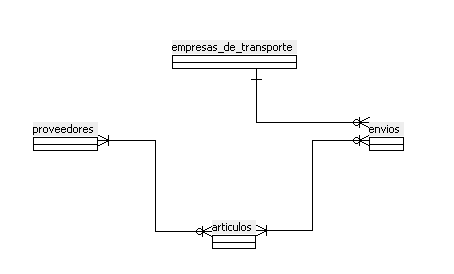 empresas_de_transporte
proveedores
envios
articulos